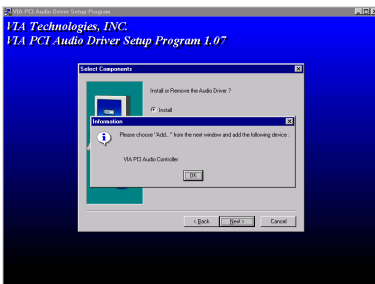 VIA PCI Audio Driver Setup Program
VIA Technologies, INC.
VIA PCI Audio Driver Setup Program 1.07
Select Components
Install or Remove the Audio Driver ?
Install
Information
Please choose "Add..." from the next window and add the following device :
VIA PCI Audio Controller
OK
< Back
Next >
Cancel